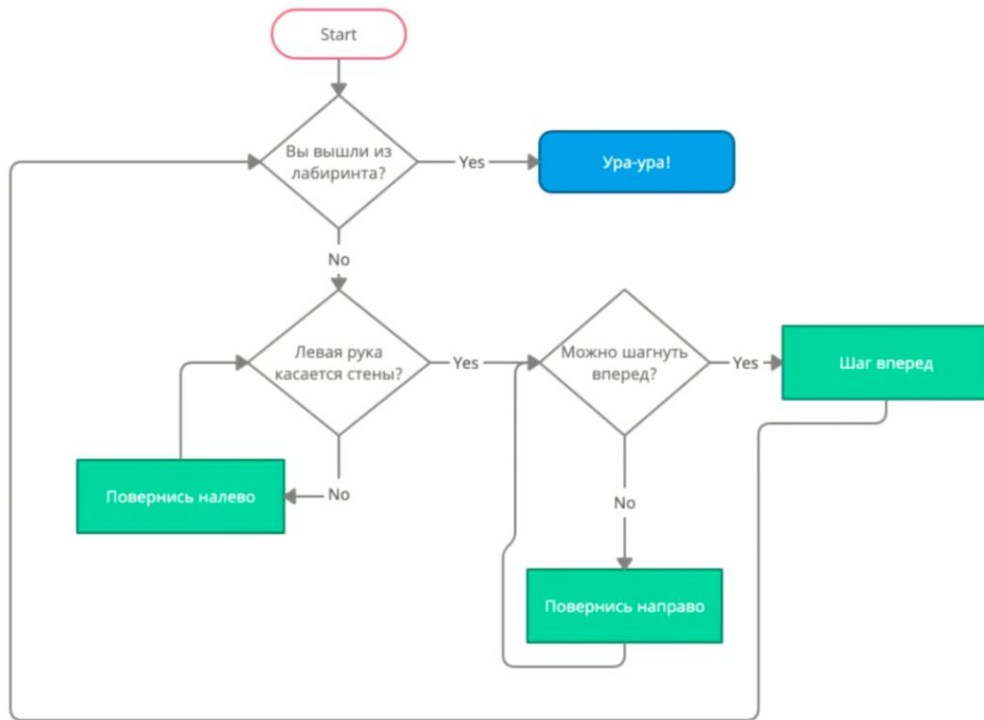 Start
Вы вышли из
лабиринта?
Yes
Ура-ура!
No
Левая рука
касается стены?
Yes
Можно шагнуть
вперед?
Yes
Шаг вперед
Повернись налево
No
No
Повернись направо